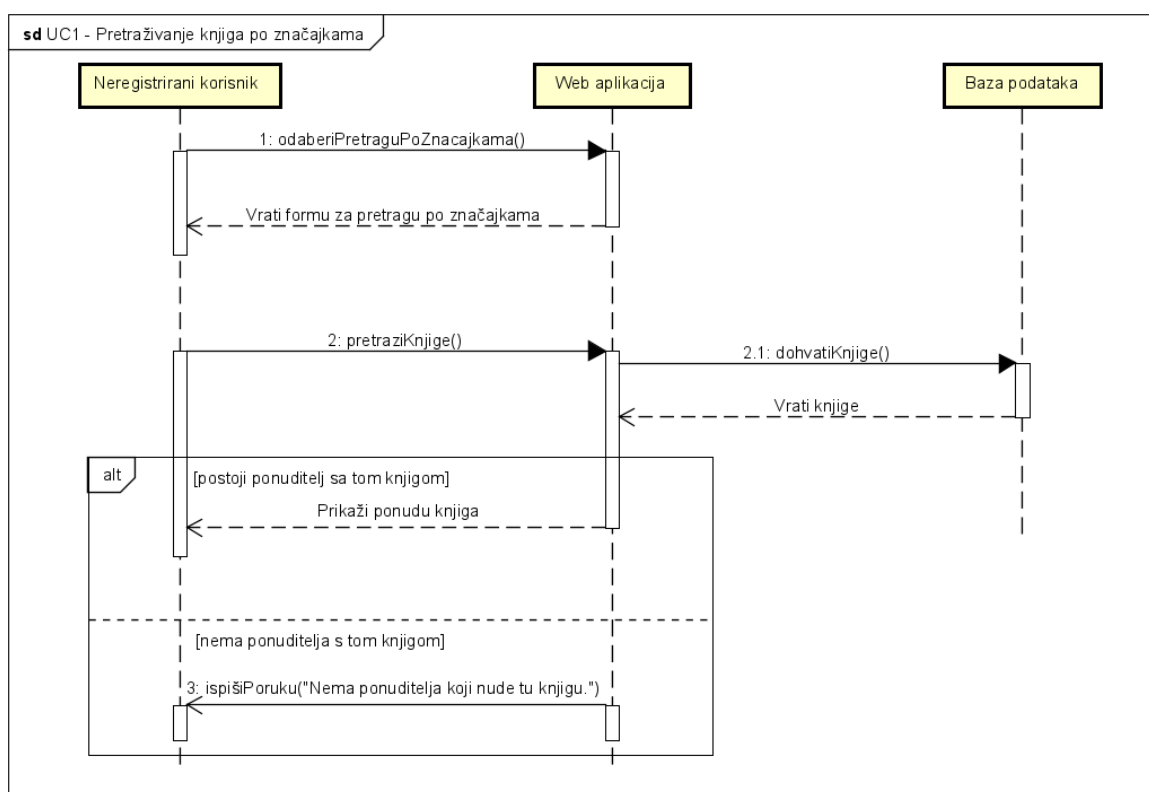 sd UC1 - Pretraživanje knjiga po značajkama
Neregistrirani korisnik
Web aplikacija
Baza podataka
1: odaberiPretraguPoZnacajkama()
Vrati formu za pretragu po značajkama
2: pretraziKnjige()
2.1: dohvatiKnjige()
Vrati knjige
alt
[postoji ponuditelj sa tom knjigom]
Prikaži ponudu knjiga
[nema ponuditelja s tom knjigom]
3: ispišiPoruku("Nema ponuditelja koji nude tu knjigu.")